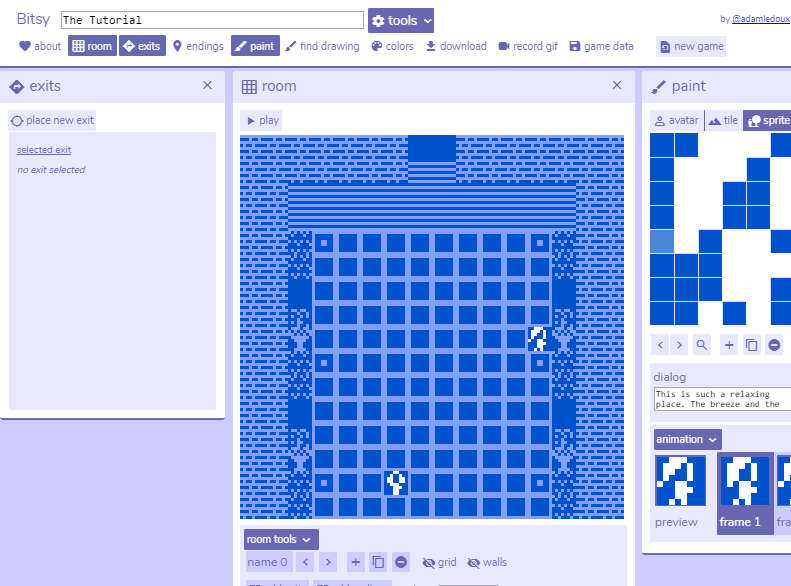 Bitsy
The Tutorial
tools
by @adamledoux
about
room
exits
endings
paint
find drawing
colors
download
record gif
game data
new game
exits
place new exit
selected exit
no exit selected
room
play
room tools
name 0
grid
walls
paint
avatar
tile
sprite
dialog
This is such a relaxing
place. The breeze and the
animation
preview
frame 1
fra